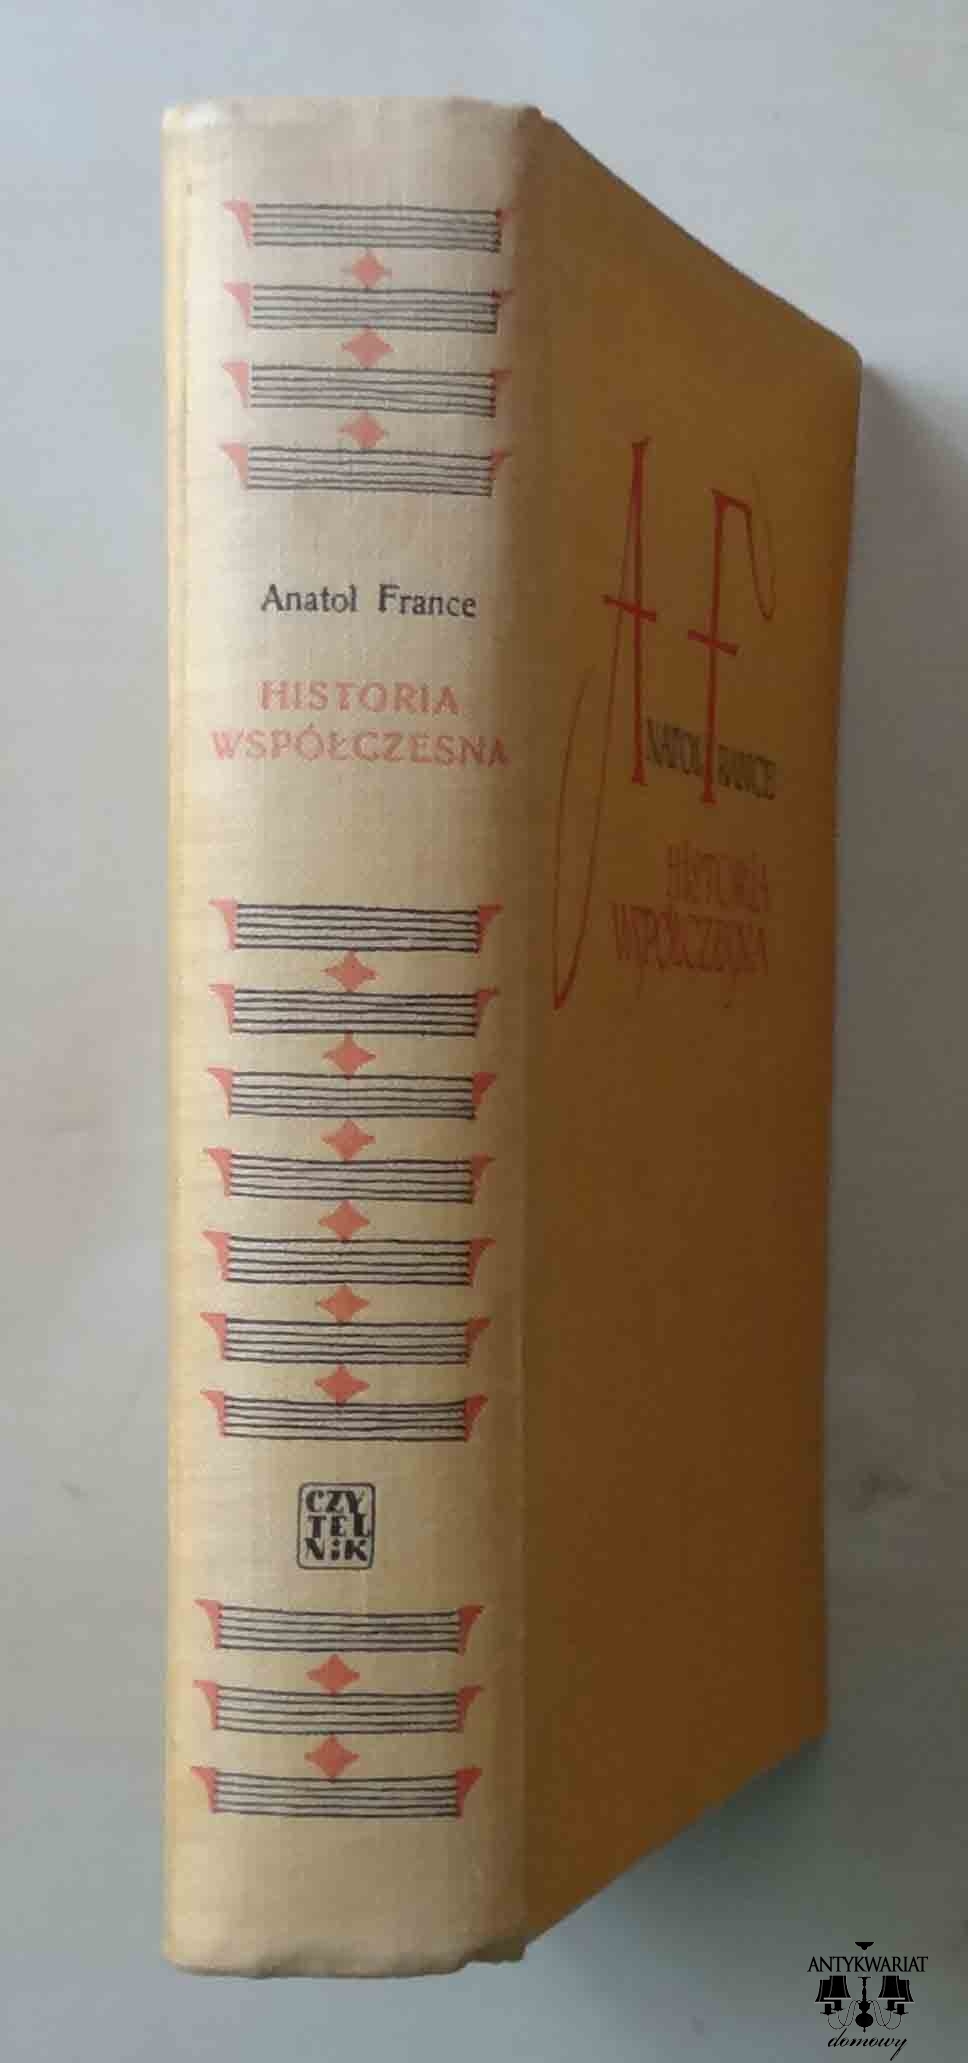 Anatol France
HISTORIA
WSPÓŁCZESNA
CZY
TEL
NiK
ANATOL FRANCE
HISTORIA
WSPÓŁCZESNA
ANTYKWARIAT
domowy